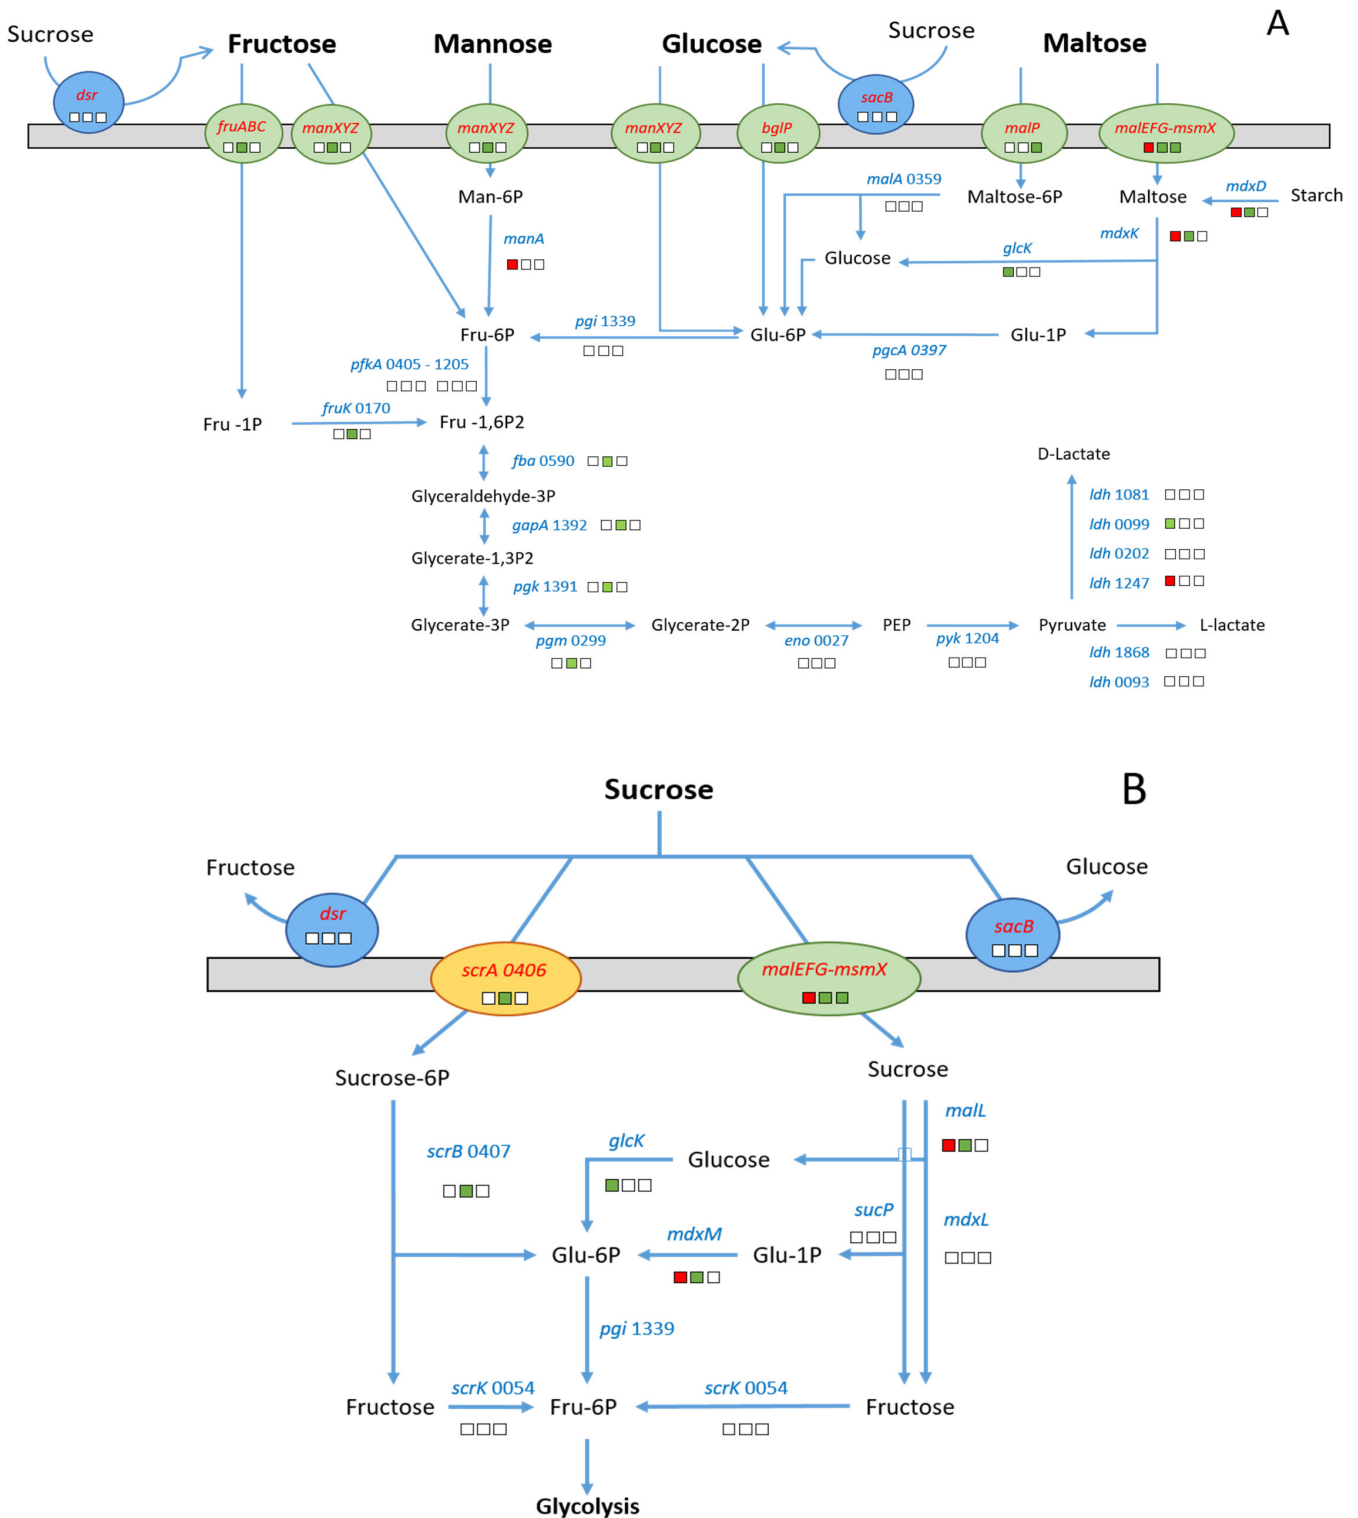 A
Sucrose
Fructose
Mannose
Glucose
Sucrose
Maltose
dsr
sacB
fruABC
manXYZ
manXYZ
manXYZ
bglP
malP
malEFG-msmX
Man-6P
malA 0359
Maltose-6P
Maltose
mdxD
Starch
manA
Glucose
glcK
mdxK
Fru-6P
pgi 1339
Glu-6P
Glu-1P
pgcA 0397
pfkA 0405 - 1205
Fru -1P
fruK 0170
Fru -1,6P2
fba 0590
Glyceraldehyde-3P
gapA 1392
Glycerate-1,3P2
pgk 1391
D-Lactate
ldh 1081
ldh 0099
ldh 0202
ldh 1247
Glycerate-3P
pgm 0299
Glycerate-2P
eno 0027
PEP
pyk 1204
Pyruvate
L-lactate
ldh 1868
ldh 0093
B
Sucrose
Fructose
Glucose
dsr
sacB
scrA 0406
malEFG-msmX
Sucrose-6P
Sucrose
malL
scrB 0407
glcK
Glucose
sucP
mdxL
Glu-6P
mdxM
Glu-1P
pgi 1339
Fructose
scrK 0054
Fru-6P
scrK 0054
Fructose
Glycolysis